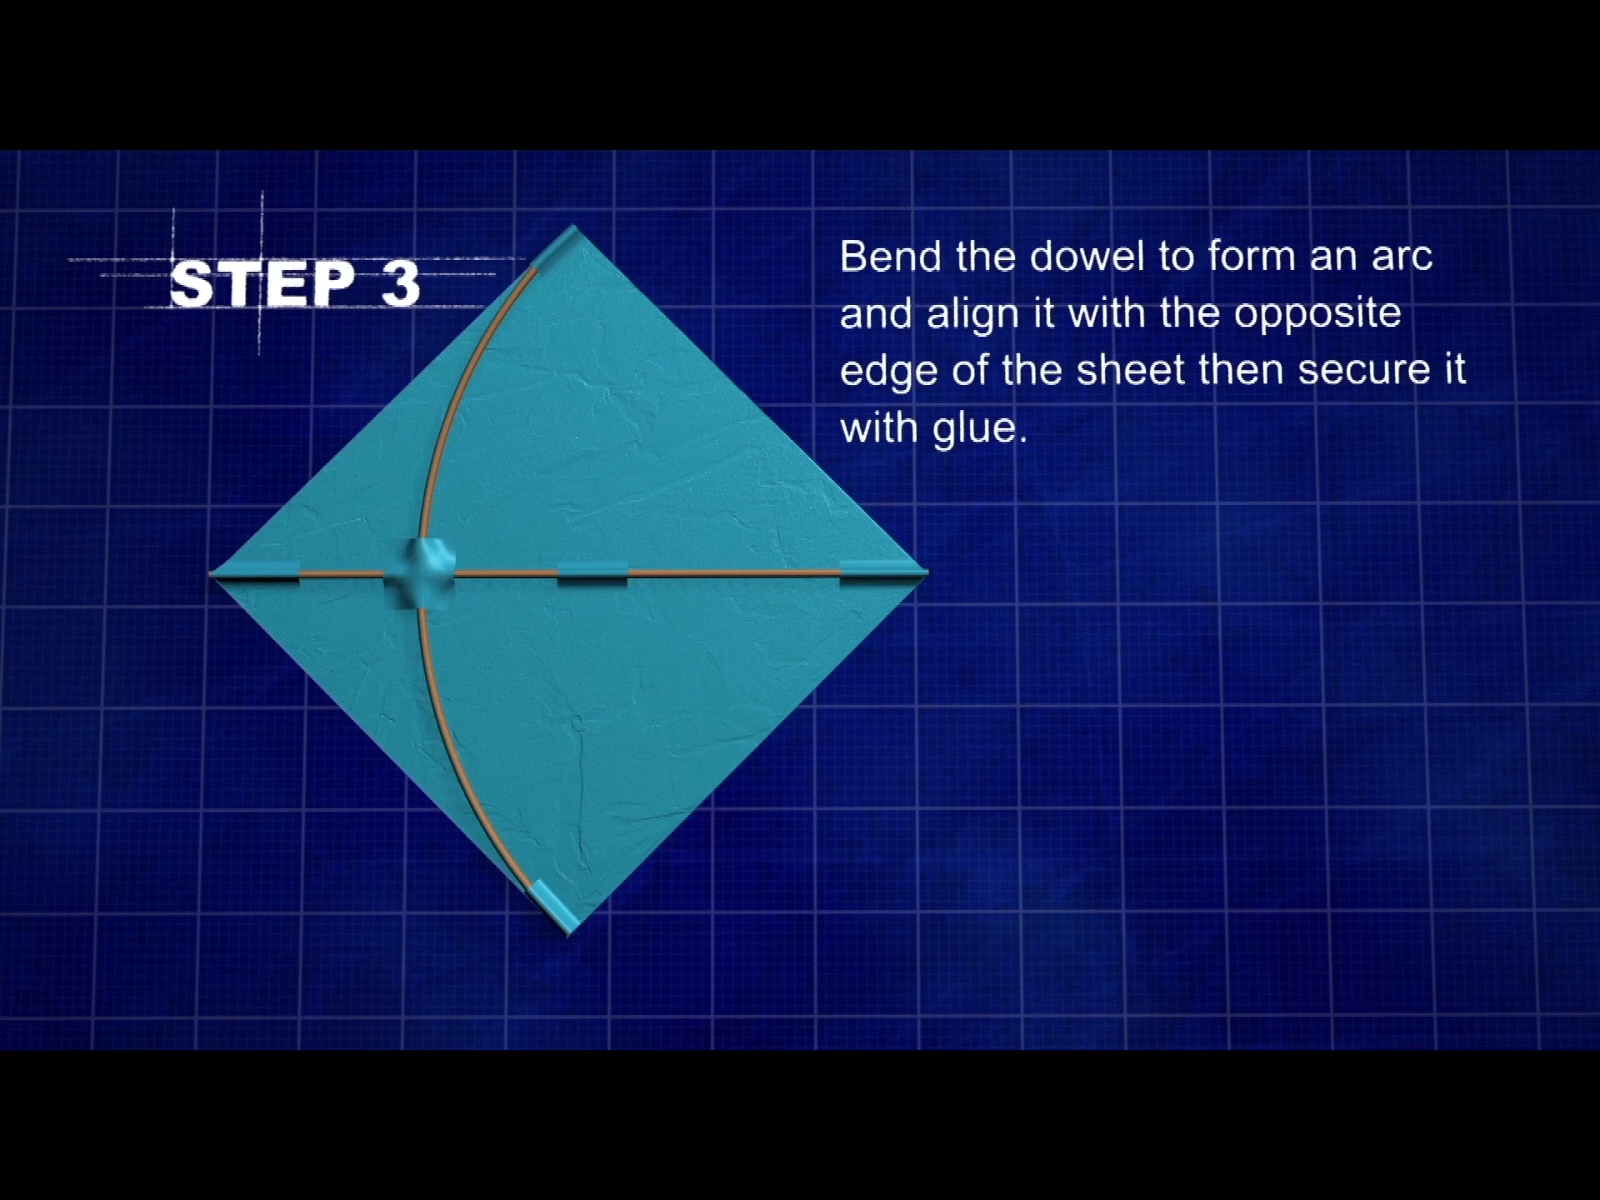 STEP 3
Bend the dowel to form an arc
and align it with the opposite
edge of the sheet then secure it
with glue.